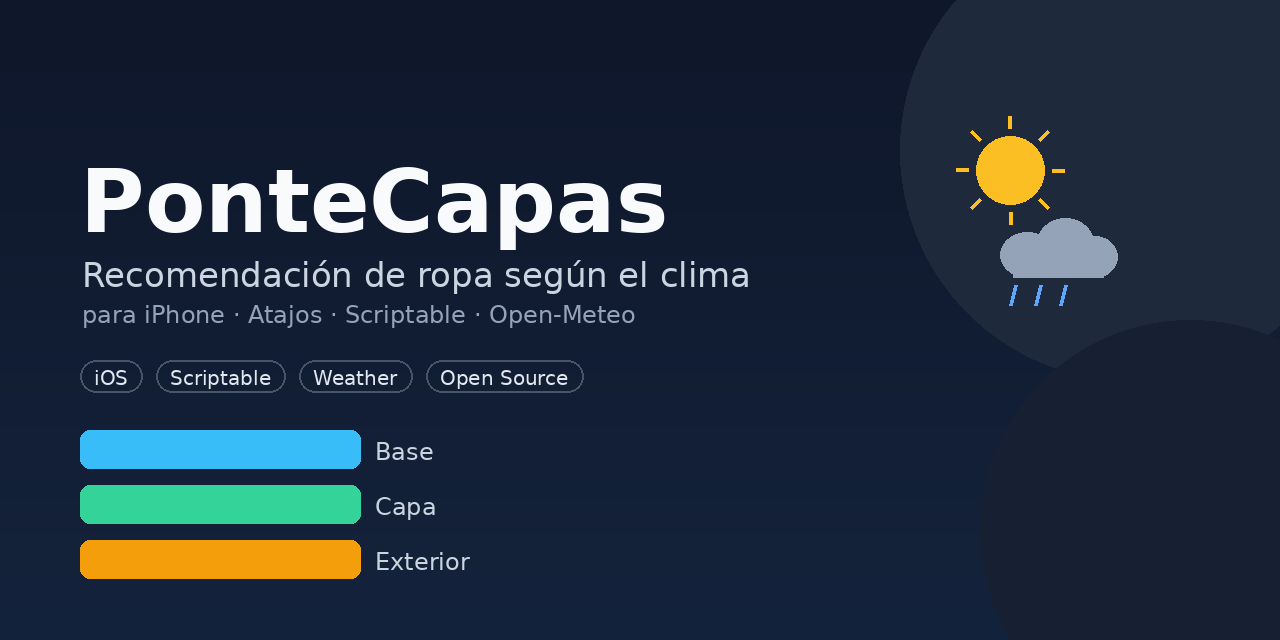 PonteCapas
Recomendación de ropa según el clima
para iPhone · Atajos · Scriptable · Open-Meteo
iOS Scriptable Weather Open Source
Base
Capa
Exterior